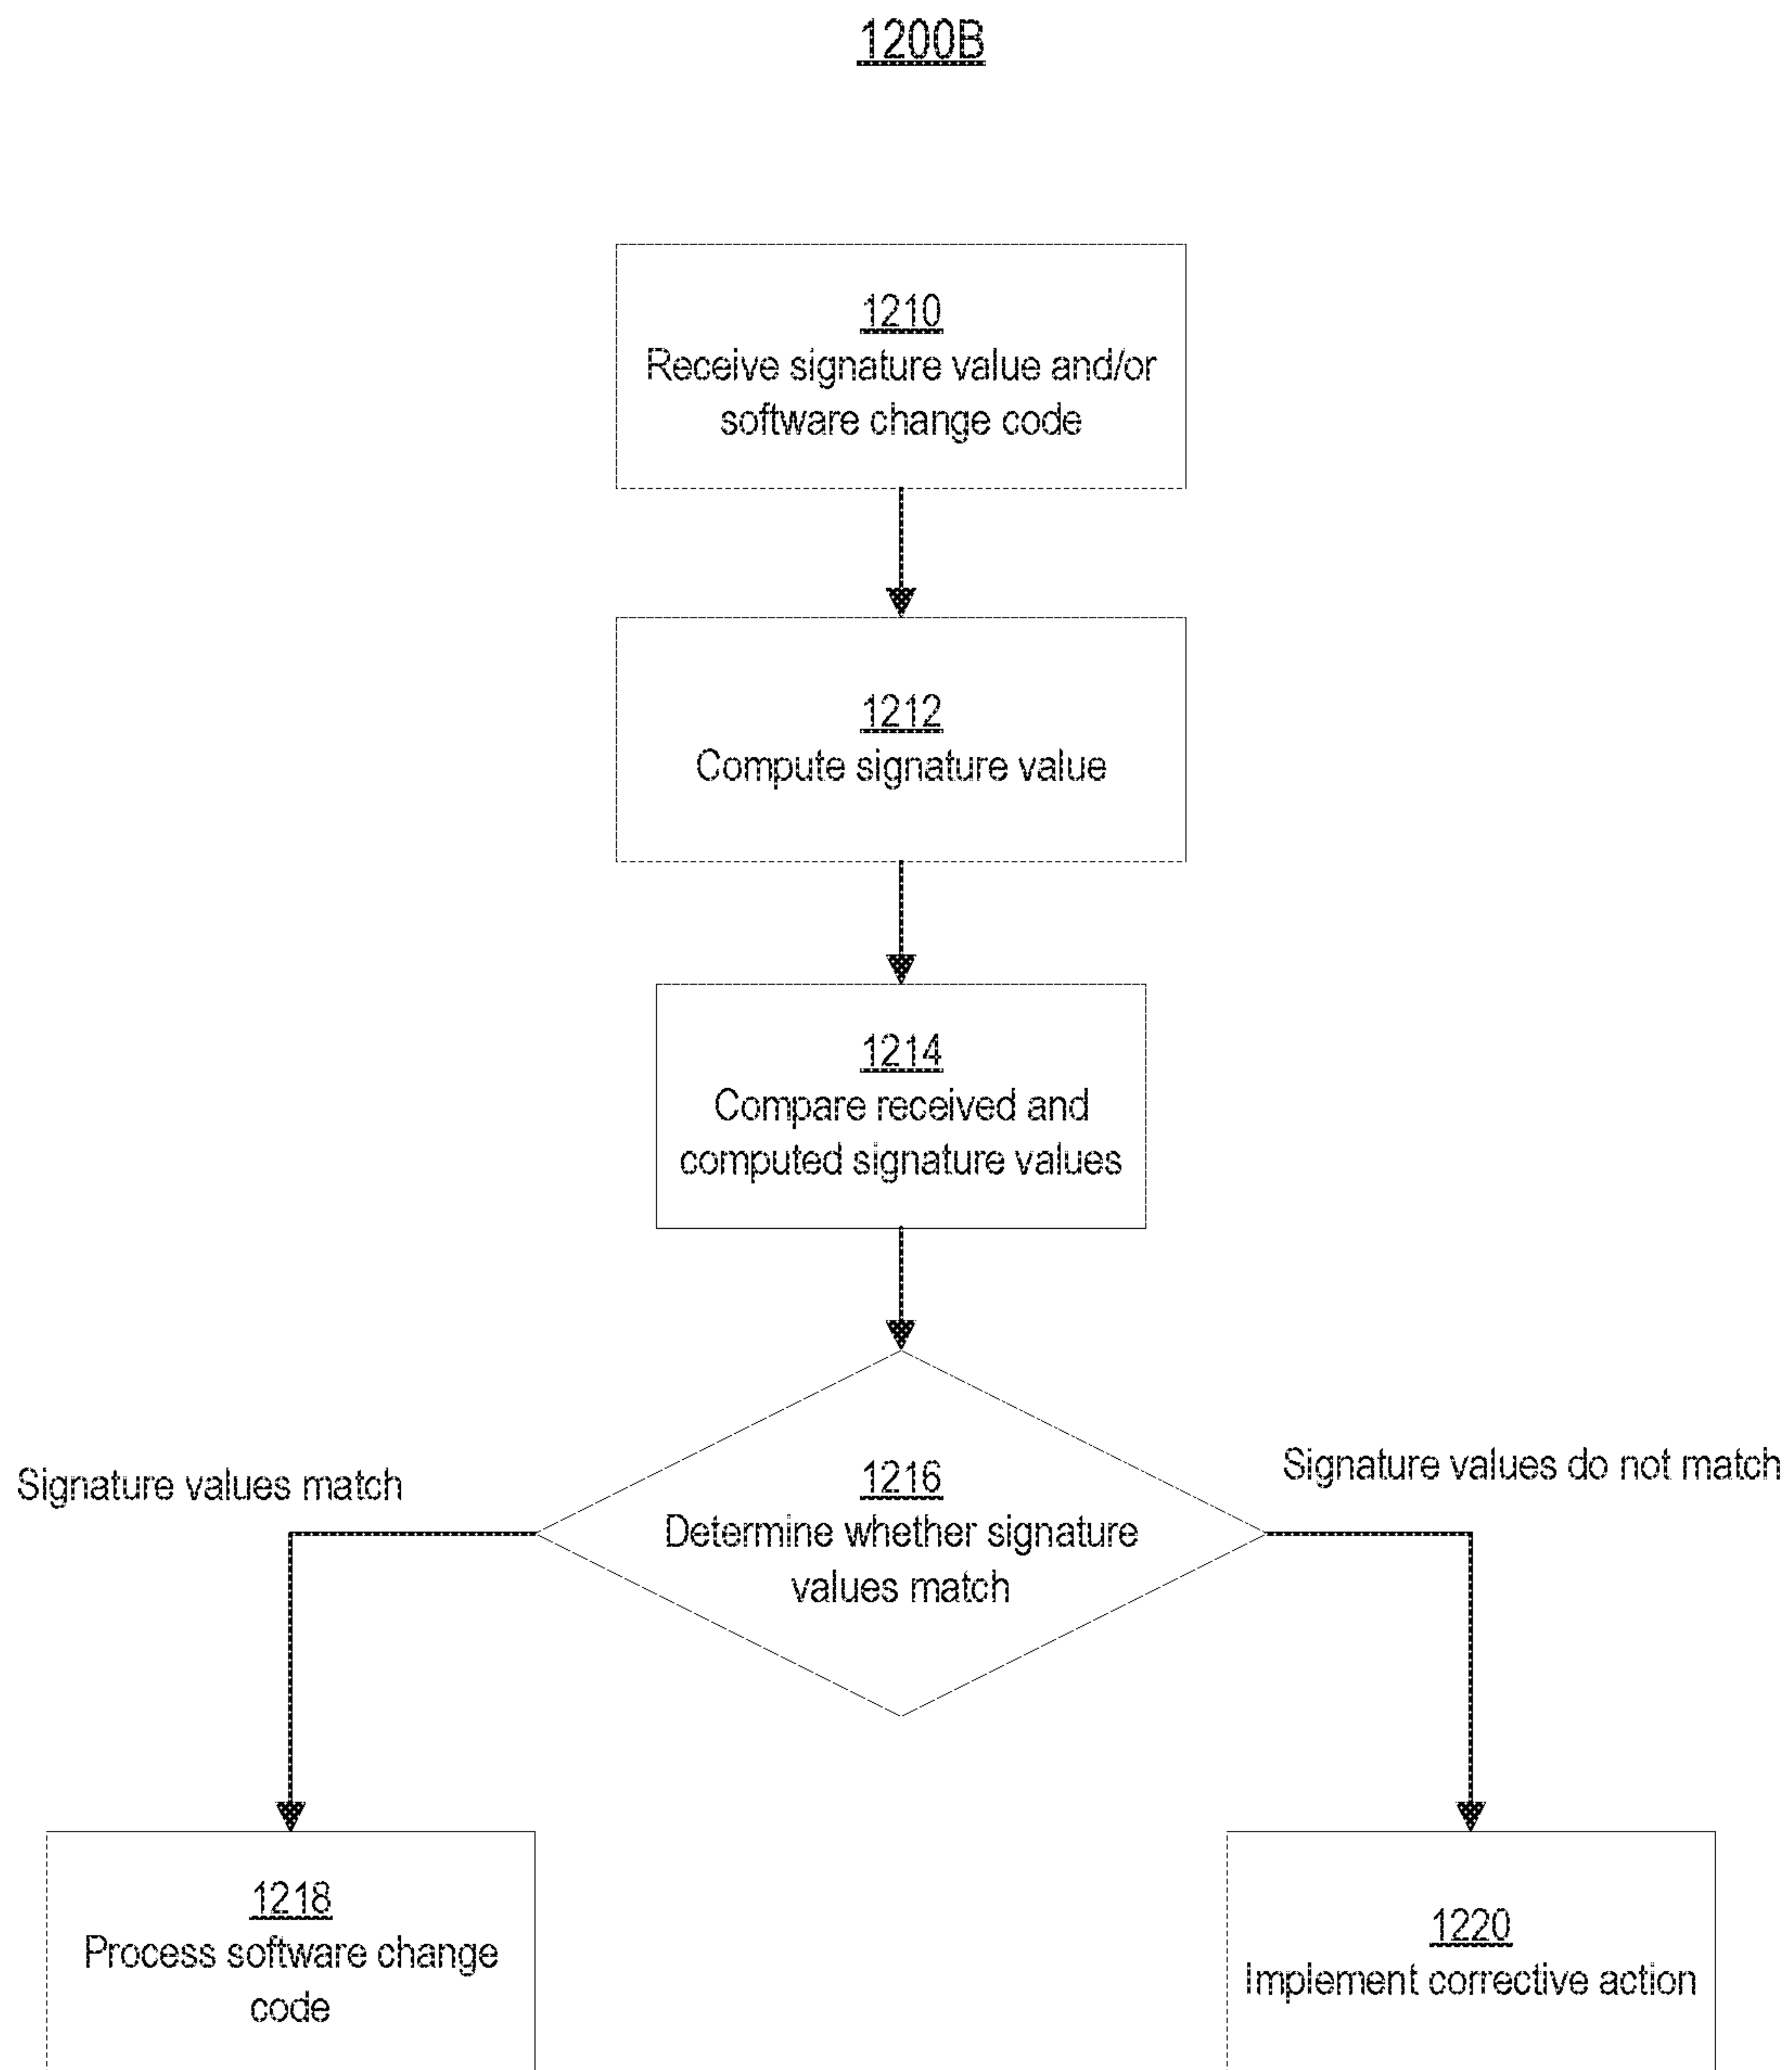 1200B
1210
Receive signature value and/or
software change code
1212
Compute signature value
1214
Compare received and
computed signature values
Signature values match
1216
Determine whether signature
values match
Signature values do not match
1218
Process software change
code
1220
Implement corrective action